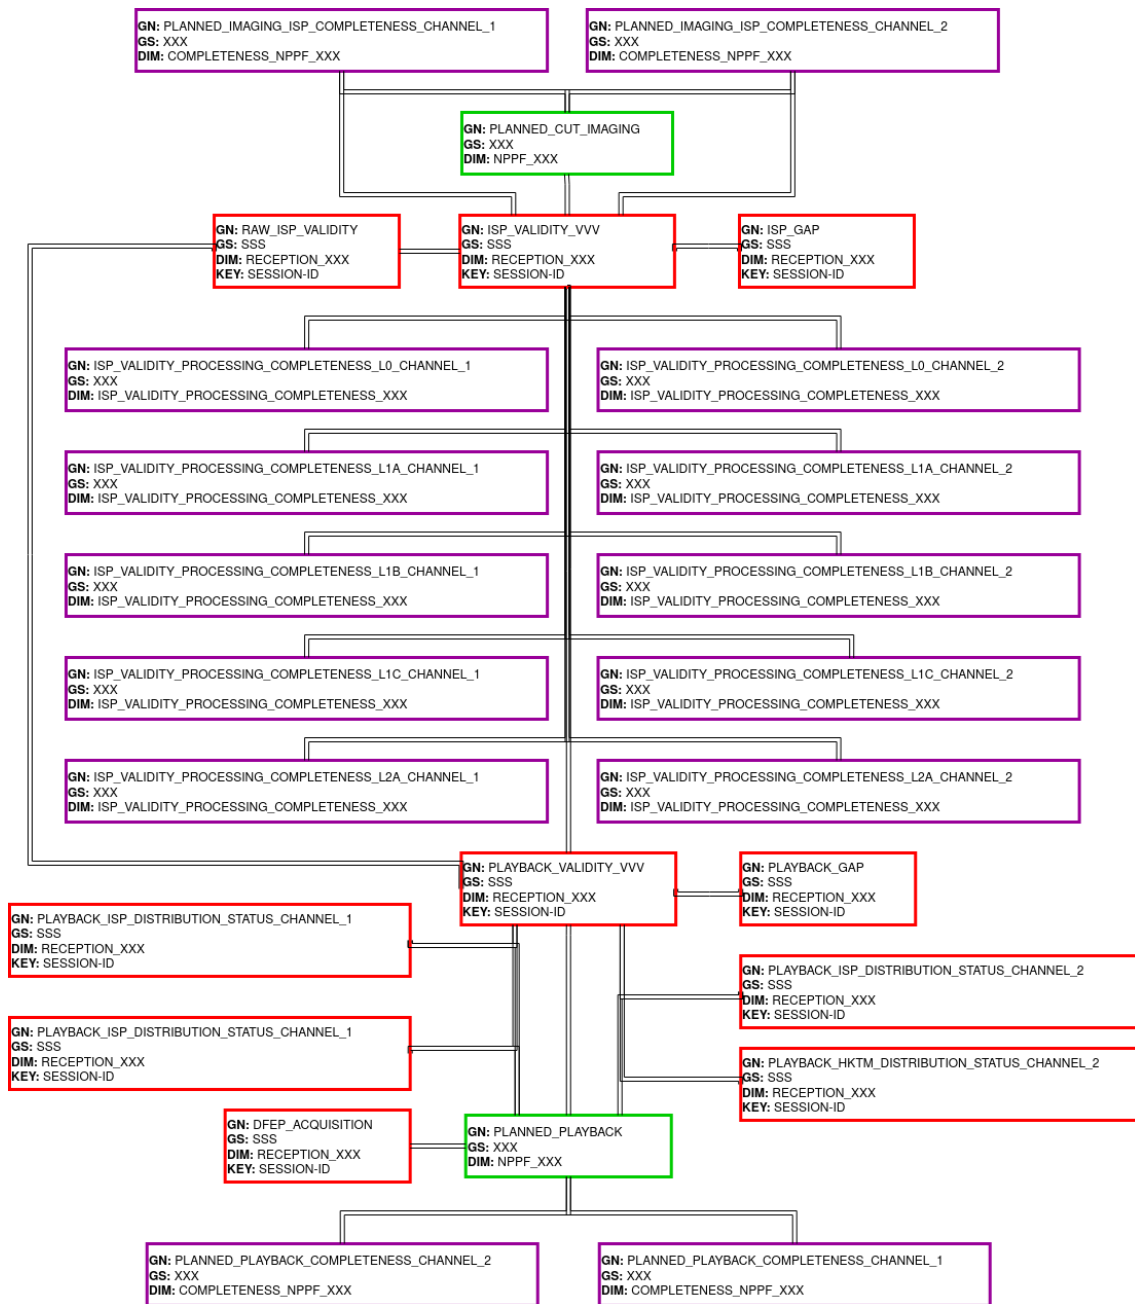 GN: PLANNED_IMAGING_ISP_COMPLETENESS_CHANNEL_1
GS: XXX
DIM: COMPLETENESS_NPPF_XXX
GN: PLANNED_IMAGING_ISP_COMPLETENESS_CHANNEL_2
GS: XXX
DIM: COMPLETENESS_NPPF_XXX
GN: PLANNED_CUT_IMAGING
GS: XXX
DIM: NPPF_XXX
GN: RAW_ISP_VALIDITY
GS: SSS
DIM: RECEPTION_XXX
KEY: SESSION-ID
GN: ISP_VALIDITY_VVV
GS: SSS
DIM: RECEPTION_XXX
KEY: SESSION-ID
GN: ISP_GAP
GS: SSS
DIM: RECEPTION_XXX
KEY: SESSION-ID
GN: ISP_VALIDITY_PROCESSING_COMPLETENESS_L0_CHANNEL_1
GS: XXX
DIM: ISP_VALIDITY_PROCESSING_COMPLETENESS_XXX
GN: ISP_VALIDITY_PROCESSING_COMPLETENESS_L0_CHANNEL_2
GS: XXX
DIM: ISP_VALIDITY_PROCESSING_COMPLETENESS_XXX
GN: ISP_VALIDITY_PROCESSING_COMPLETENESS_L1A_CHANNEL_1
GS: XXX
DIM: ISP_VALIDITY_PROCESSING_COMPLETENESS_XXX
GN: ISP_VALIDITY_PROCESSING_COMPLETENESS_L1A_CHANNEL_2
GS: XXX
DIM: ISP_VALIDITY_PROCESSING_COMPLETENESS_XXX
GN: ISP_VALIDITY_PROCESSING_COMPLETENESS_L1B_CHANNEL_1
GS: XXX
DIM: ISP_VALIDITY_PROCESSING_COMPLETENESS_XXX
GN: ISP_VALIDITY_PROCESSING_COMPLETENESS_L1B_CHANNEL_2
GS: XXX
DIM: ISP_VALIDITY_PROCESSING_COMPLETENESS_XXX
GN: ISP_VALIDITY_PROCESSING_COMPLETENESS_L1C_CHANNEL_1
GS: XXX
DIM: ISP_VALIDITY_PROCESSING_COMPLETENESS_XXX
GN: ISP_VALIDITY_PROCESSING_COMPLETENESS_L1C_CHANNEL_2
GS: XXX
DIM: ISP_VALIDITY_PROCESSING_COMPLETENESS_XXX
GN: ISP_VALIDITY_PROCESSING_COMPLETENESS_L2A_CHANNEL_1
GS: XXX
DIM: ISP_VALIDITY_PROCESSING_COMPLETENESS_XXX
GN: ISP_VALIDITY_PROCESSING_COMPLETENESS_L2A_CHANNEL_2
GS: XXX
DIM: ISP_VALIDITY_PROCESSING_COMPLETENESS_XXX
GN: PLAYBACK_VALIDITY_VVV
GS: SSS
DIM: RECEPTION_XXX
KEY: SESSION-ID
GN: PLAYBACK_GAP
GS: SSS
DIM: RECEPTION_XXX
KEY: SESSION-ID
GN: PLAYBACK_ISP_DISTRIBUTION_STATUS_CHANNEL_1
GS: SSS
DIM: RECEPTION_XXX
KEY: SESSION-ID
GN: PLAYBACK_ISP_DISTRIBUTION_STATUS_CHANNEL_2
GS: SSS
DIM: RECEPTION_XXX
KEY: SESSION-ID
GN: PLAYBACK_ISP_DISTRIBUTION_STATUS_CHANNEL_1
GS: SSS
DIM: RECEPTION_XXX
KEY: SESSION-ID
GN: PLAYBACK_HKTM_DISTRIBUTION_STATUS_CHANNEL_2
GS: SSS
DIM: RECEPTION_XXX
KEY: SESSION-ID
GN: DFEP_ACQUISITION
GS: SSS
DIM: RECEPTION_XXX
KEY: SESSION-ID
GN: PLANNED_PLAYBACK
GS: XXX
DIM: NPPF_XXX
GN: PLANNED_PLAYBACK_COMPLETENESS_CHANNEL_2
GS: XXX
DIM: COMPLETENESS_NPPF_XXX
GN: PLANNED_PLAYBACK_COMPLETENESS_CHANNEL_1
GS: XXX
DIM: COMPLETENESS_NPPF_XXX